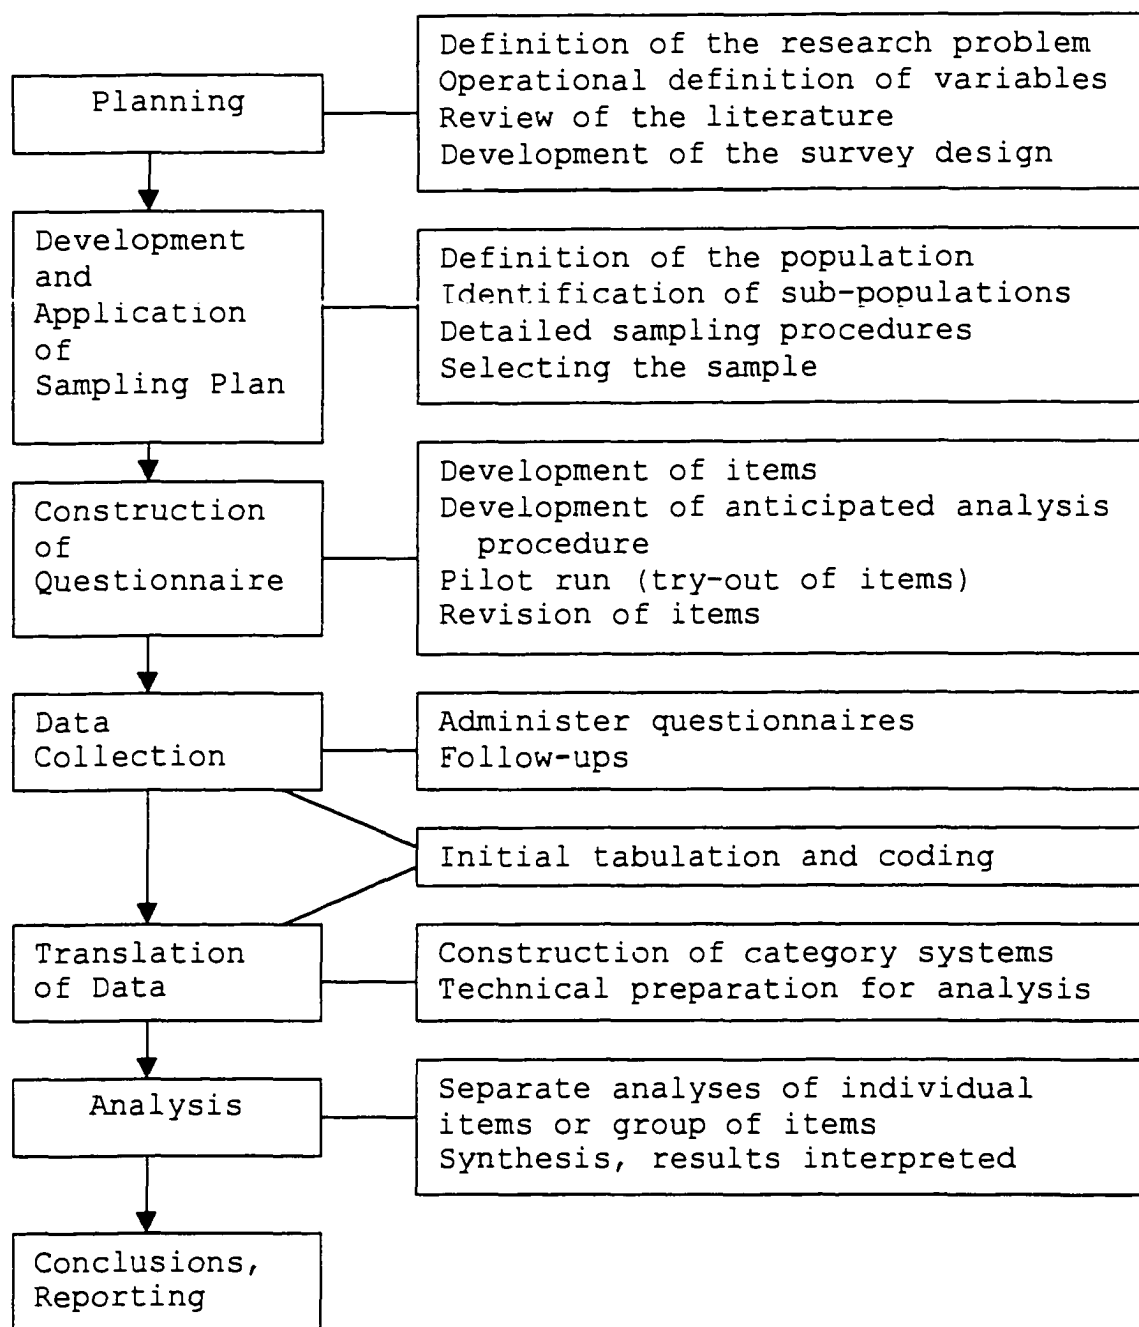 Planning
Definition of the research problem
Operational definition of variables
Review of the literature
Development of the survey design
Development
and
Application
of
Sampling Plan
Definition of the population
Identification of sub-populations
Detailed sampling procedures
Selecting the sample
Construction
of
Questionnaire
Development of items
Development of anticipated analysis
procedure
Pilot run (try-out of items)
Revision of items
Data
Collection
Administer questionnaires
Follow-ups
Initial tabulation and coding
Translation
of Data
Construction of category systems
Technical preparation for analysis
Analysis
Separate analyses of individual
items or group of items
Synthesis, results interpreted
Conclusions,
Reporting